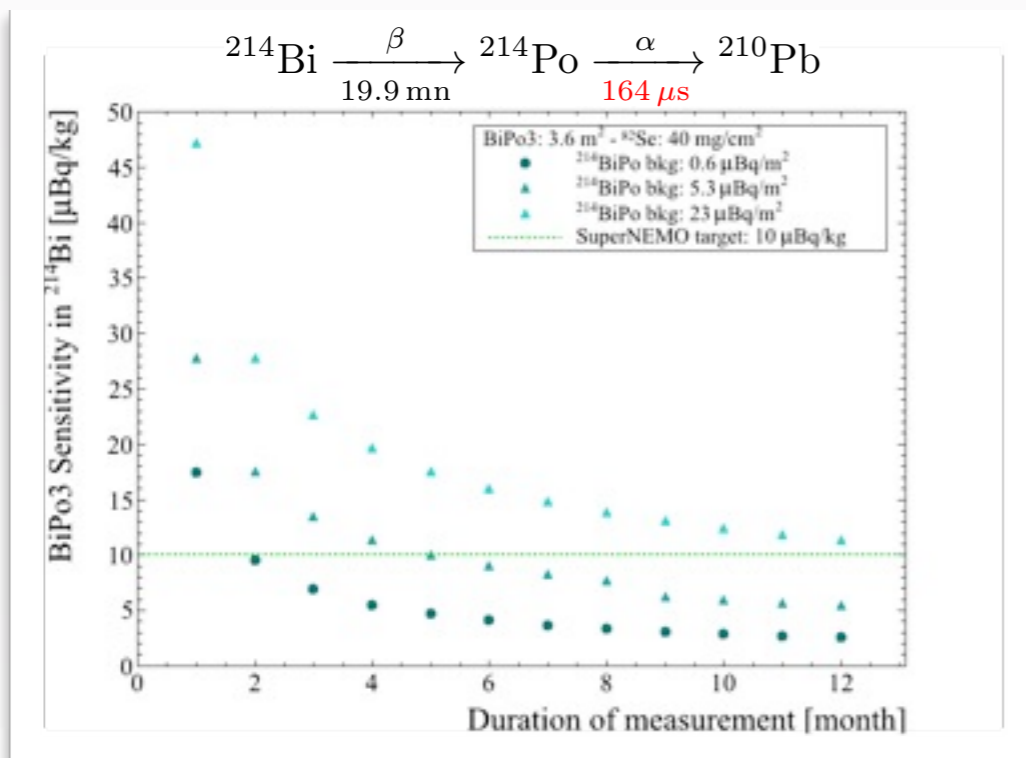 ²¹⁴Bi β ²¹⁴Po α ²¹⁰Pb
19.9 mn 164 μs
BiPo3 Sensitivity in ²¹⁴Bi [μBq/kg]
50
45
40
35
30
25
20
15
10
5
0
BiPo3: 3.6 m² - ⁸²Se: 40 mg/cm²
²¹⁴BiPo bkg: 0.6 μBq/m²
²¹⁴BiPo bkg: 5.3 μBq/m²
²¹⁴BiPo bkg: 23 μBq/m²
SuperNEMO target: 10 μBq/kg
0 2 4 6 8 10 12
Duration of measurement [month]